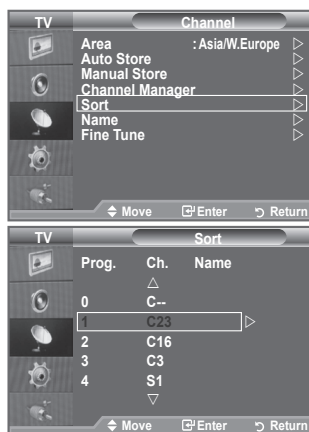 TV Channel
Area : Asia/W.Europe
Auto Store
Manual Store
Channel Manager
Sort
Name
Fine Tune
Move Enter Return
TV Sort
Prog. Ch. Name
0 C--
1 C23
2 C16
3 C3
4 S1
Move Enter Return